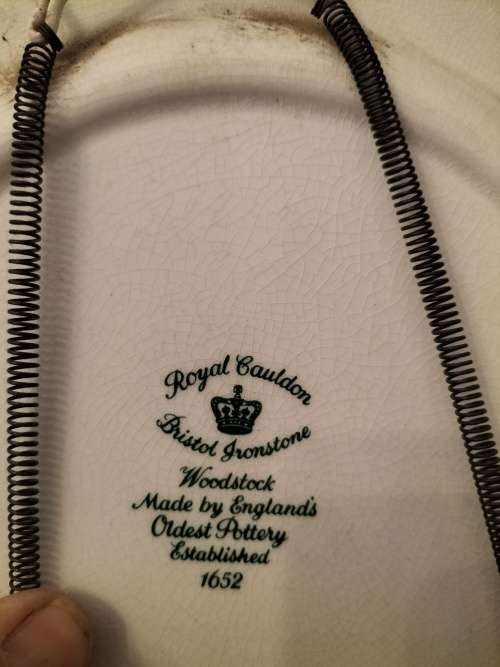 Royal Cauldon
Bristol Ironstone
Woodstock
Made by England's
Oldest Pottery
Established
1652